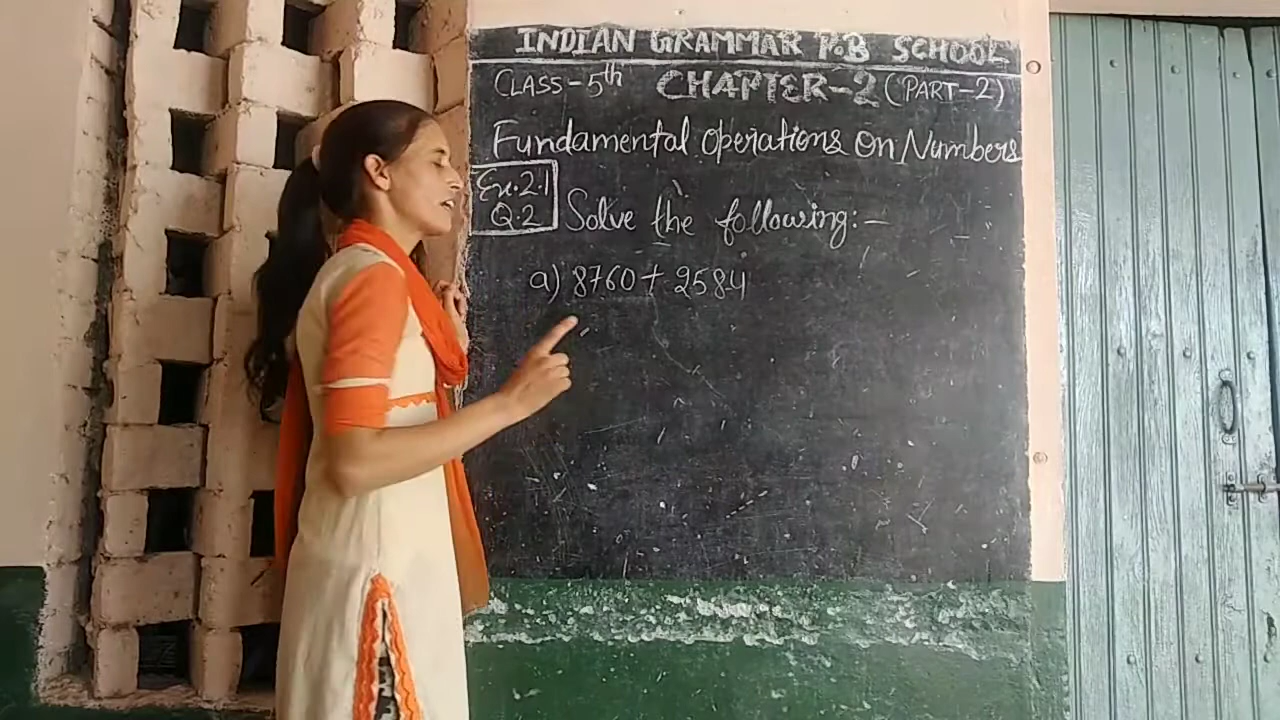 INDIAN GRAMMAR P.B SCHOOL
CLASS-5th CHAPTER-2 (PART-2)
Fundamental Operations On Numbers
Ex.2.1
Q.2
Solve the following:-
a) 8760 + 2584